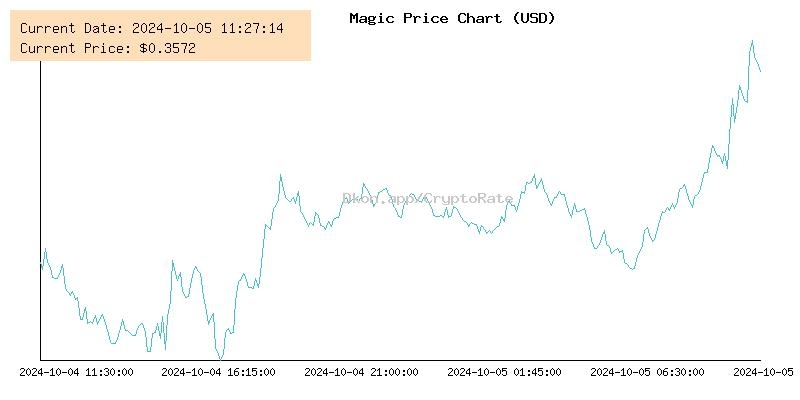 Magic Price Chart (USD)
Current Date: 2024-10-05 11:27:14
Current Price: $0.3572
Dkon.app/CryptoRate
2024-10-04 11:30:00
2024-10-04 16:15:00
2024-10-04 21:00:00
2024-10-05 01:45:00
2024-10-05 06:30:00
2024-10-05